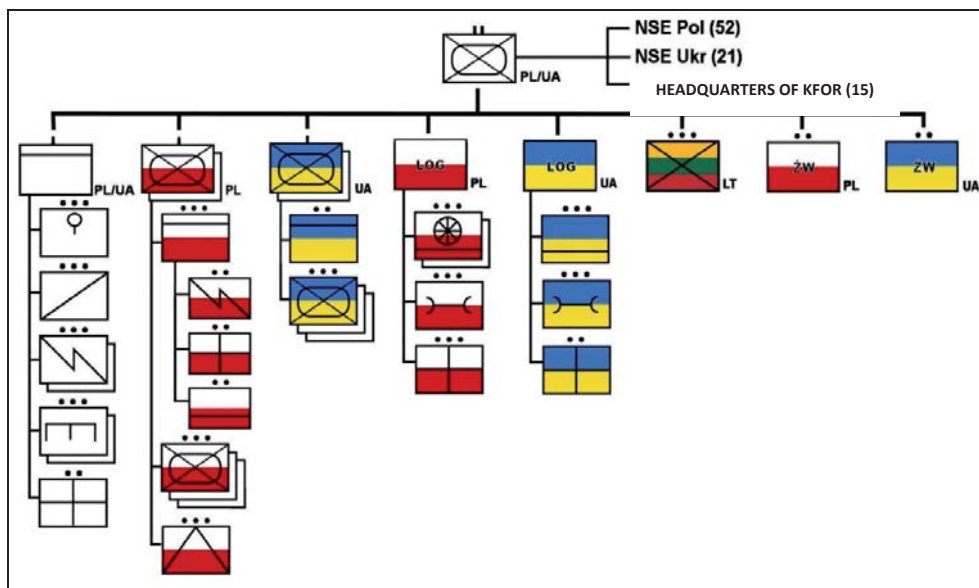 NSE Pol (52)
NSE Ukr (21)
PL/UA
HEADQUARTERS OF KFOR (15)
PL/UA
PL
UA
LOG
PL
LOG
UA
LT
ŻW
PL
ŻW
UA